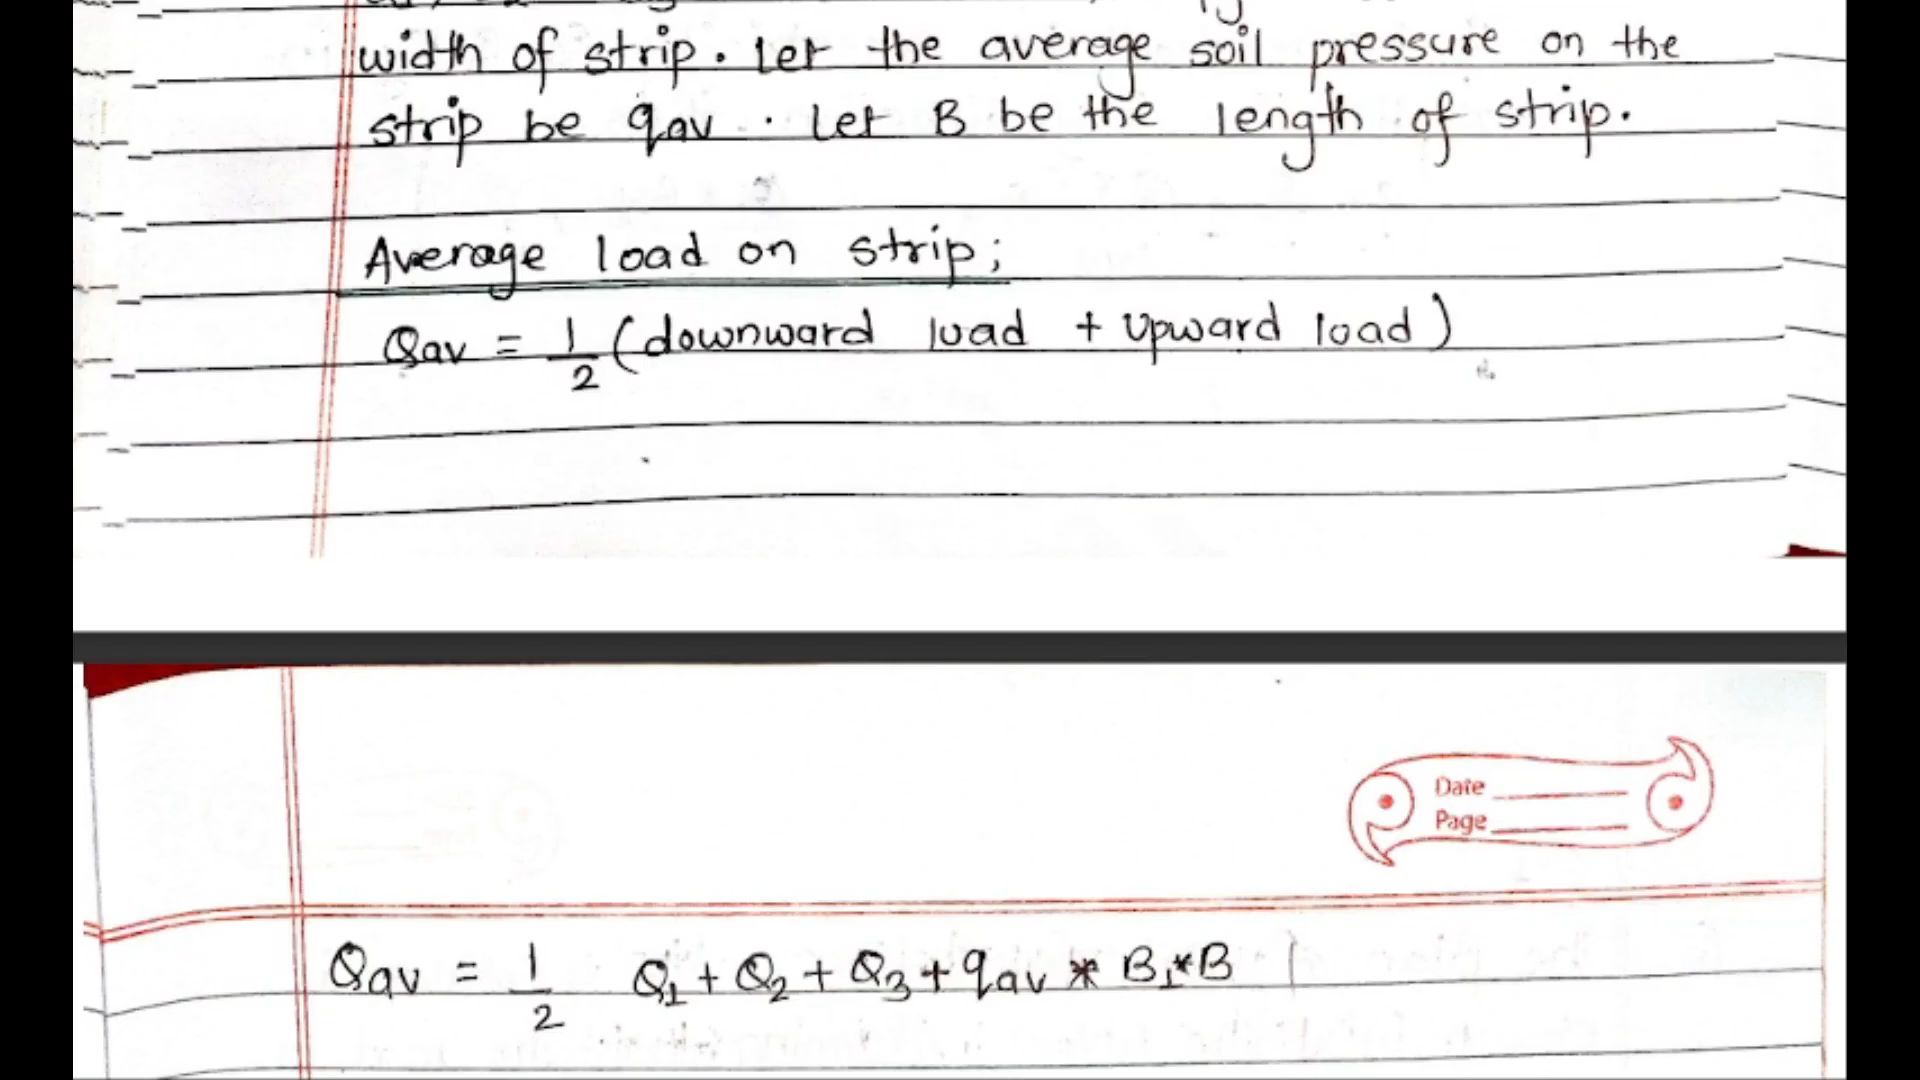 width of strip. Let the average soil pressure on the
strip be qav. Let B be the length of strip.
Average load on strip;
Qav = 1/2 (downward load + upward load)
Date
Page
Qav = 1/2 Q1 + Q2 + Q3 + qav * B1*B